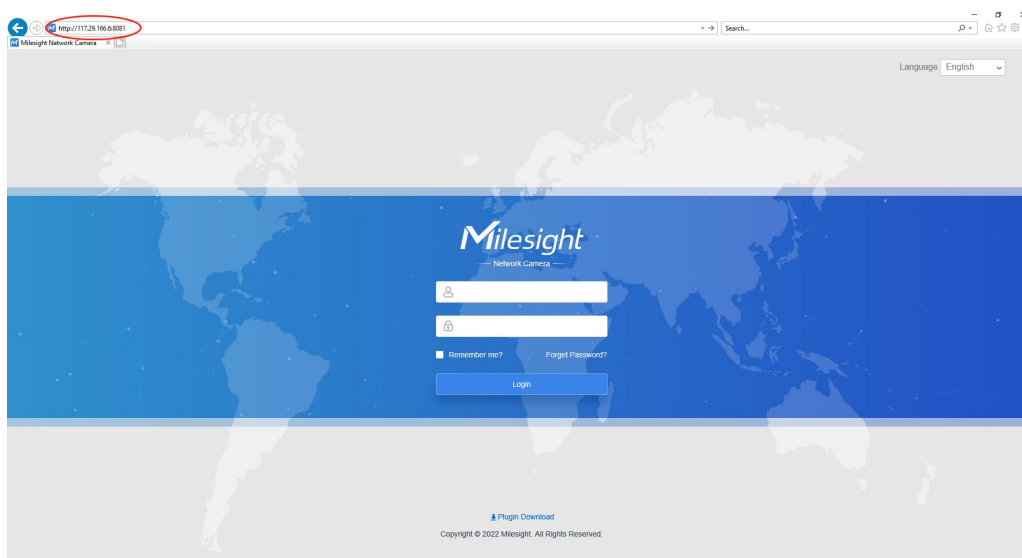 http://117.29.166.6:8081
Search...
Milesight Network Camera
Language English
Milesight
Network Camera
Remember me? Forget Password?
Login
Plugin Download
Copyright © 2022 Milesight. All Rights Reserved.